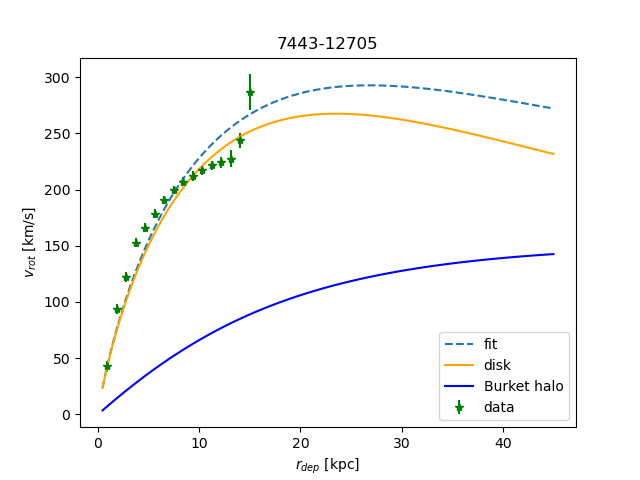 7443-12705
300
250
200
150
100
50
0
v_rot [km/s]
0 10 20 30 40
r_dep [kpc]
fit
disk
Burket halo
data